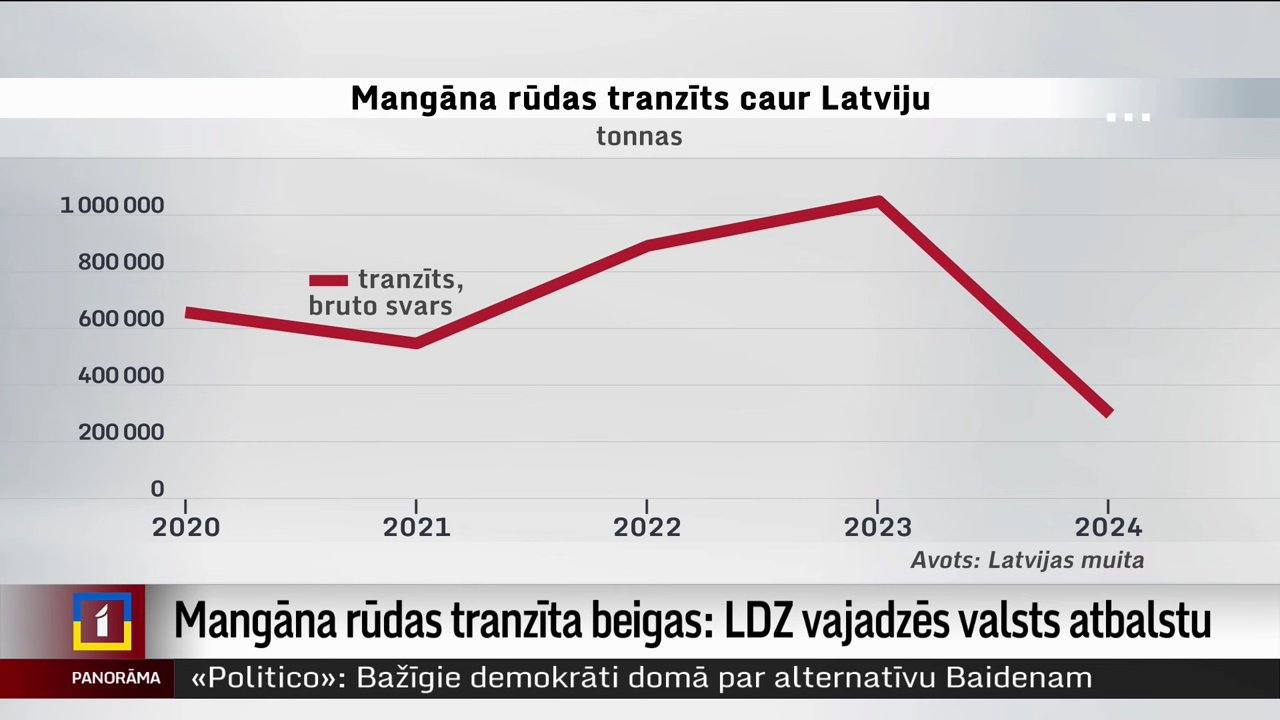 Mangāna rūdas tranzīts caur Latviju
tonnas
1 000 000
800 000
600 000
400 000
200 000
0
tranzīts,
bruto svars
2020 2021 2022 2023 2024
Avots: Latvijas muita
1 Mangāna rūdas tranzīta beigas: LDZ vajadzēs valsts atbalstu
PANORĀMA «Politico»: Bažīgie demokrāti domā par alternatīvu Baidenam